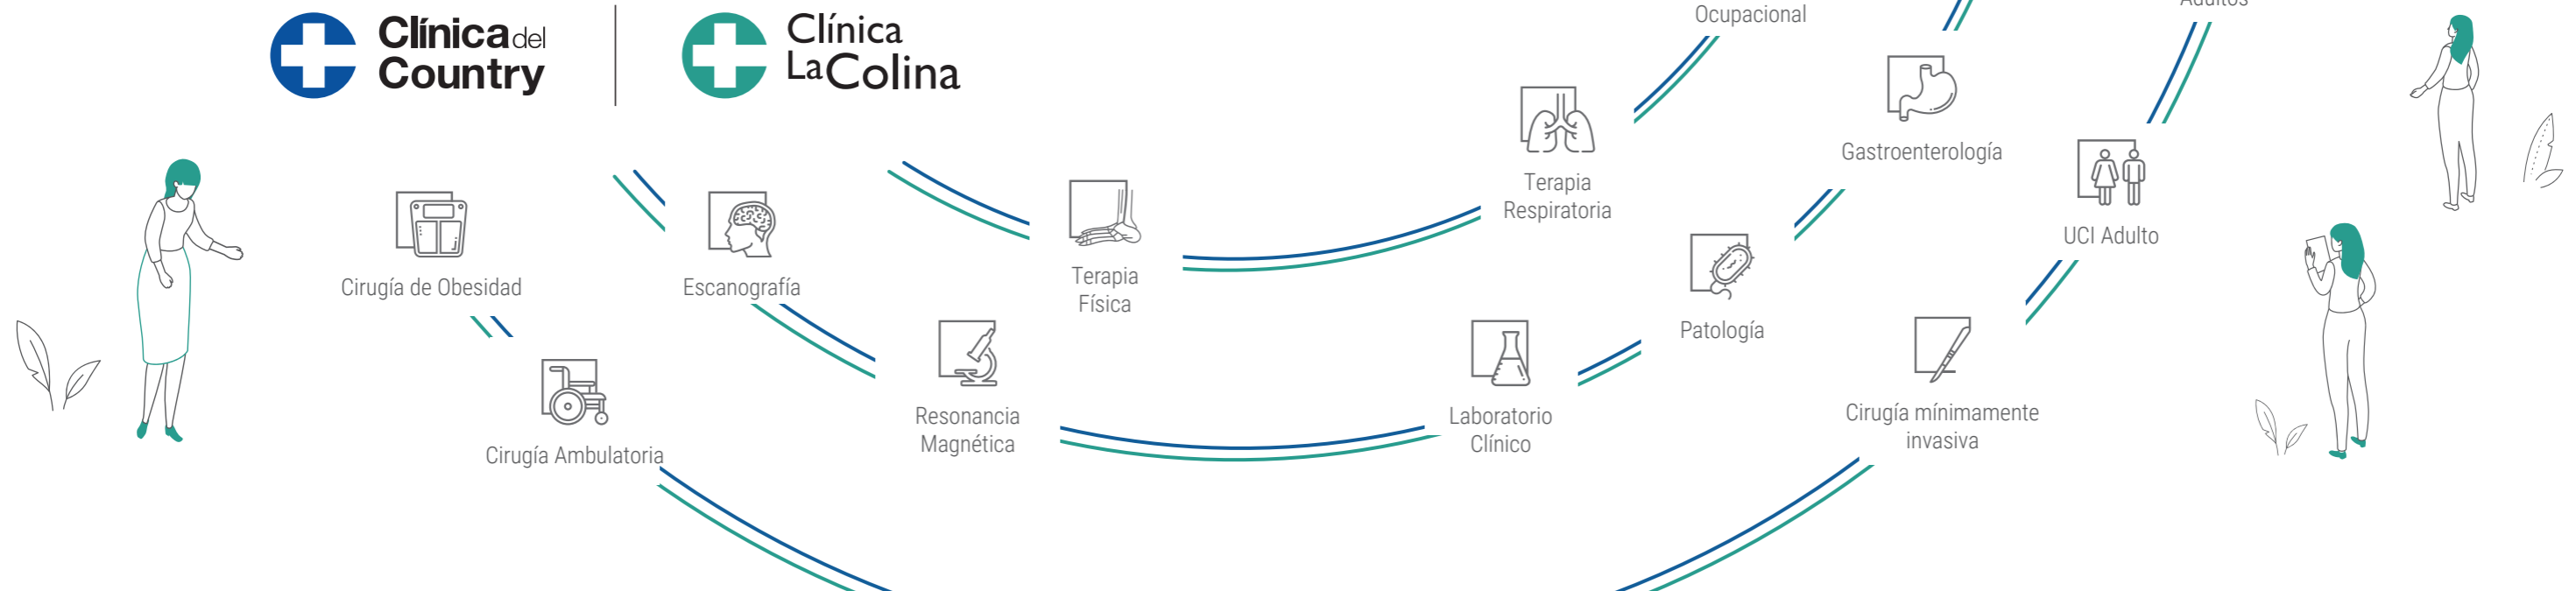 Clínica del
Country
Clínica
La Colina
Ocupacional
Adultos
Gastroenterología
Terapia
Respiratoria
UCI Adulto
Cirugía de Obesidad
Escanografía
Terapia
Física
Patología
Cirugía Ambulatoria
Resonancia
Magnética
Laboratorio
Clínico
Cirugía mínimamente
invasiva